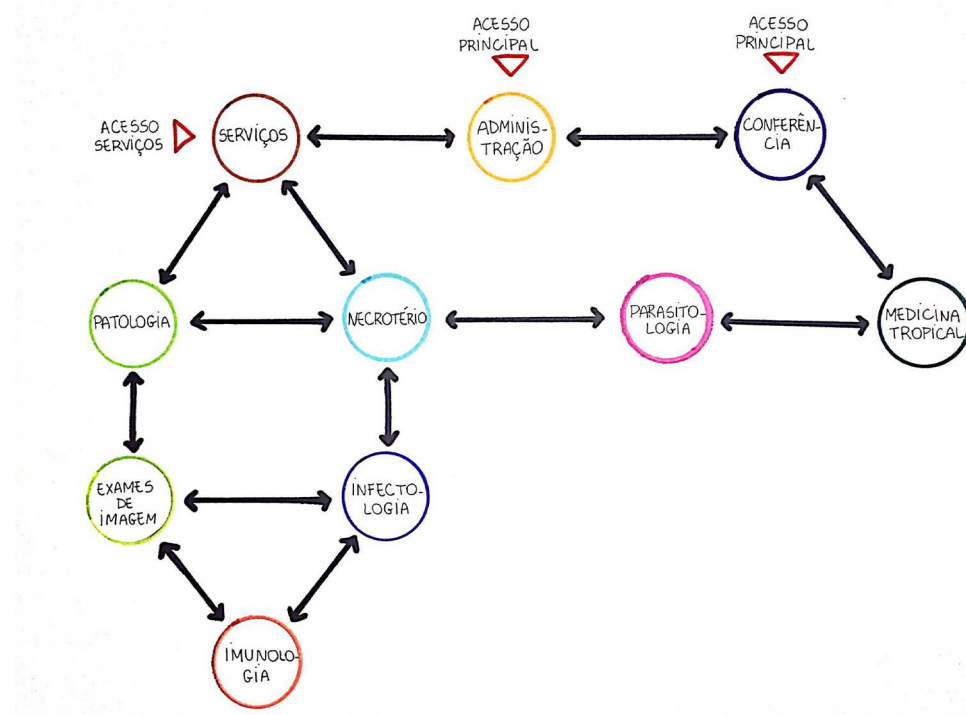 ACESSO
PRINCIPAL
ACESSO
PRINCIPAL
ACESSO
SERVIÇOS
SERVIÇOS
ADMINIS-
TRAÇÃO
CONFERÊN-
CIA
PATOLOGIA
NECROTÉRIO
PARASITO-
LOGIA
MEDICINA
TROPICAL
EXAMES
DE
IMAGEM
INFECTO-
LOGIA
IMUNOLO-
GIA